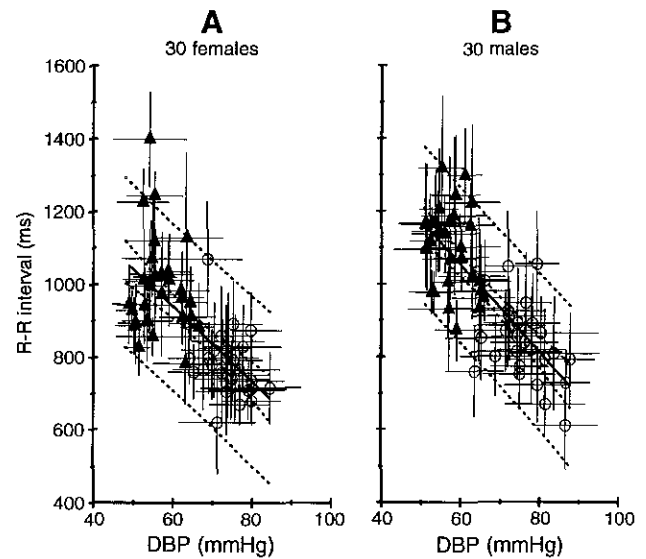 A
30 females
B
30 males
1600
1400
1200
1000
800
600
400
R-R interval (ms)
40 60 80 100
40 60 80 100
DBP (mmHg)
DBP (mmHg)